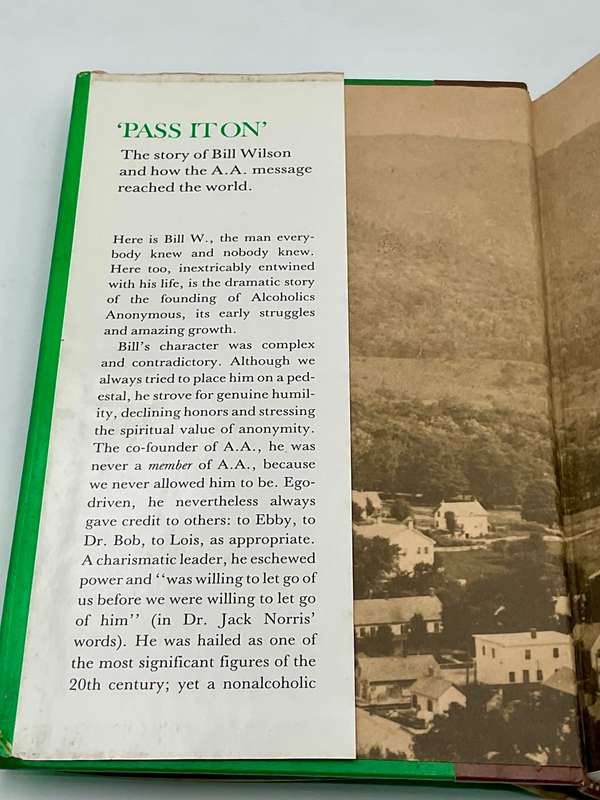 'PASS IT ON'
The story of Bill Wilson
and how the A.A. message
reached the world.
Here is Bill W., the man every-
body knew and nobody knew.
Here too, inextricably entwined
with his life, is the dramatic story
of the founding of Alcoholics
Anonymous, its early struggles
and amazing growth.
Bill's character was complex
and contradictory. Although we
always tried to place him on a ped-
estal, he strove for genuine humil-
ity, declining honors and stressing
the spiritual value of anonymity.
The co-founder of A.A., he was
never a member of A.A., because
we never allowed him to be. Ego-
driven, he nevertheless always
gave credit to others: to Ebby, to
Dr. Bob, to Lois, as appropriate.
A charismatic leader, he eschewed
power and "was willing to let go of
us before we were willing to let go
of him" (in Dr. Jack Norris'
words). He was hailed as one of
the most significant figures of the
20th century; yet a nonalcoholic